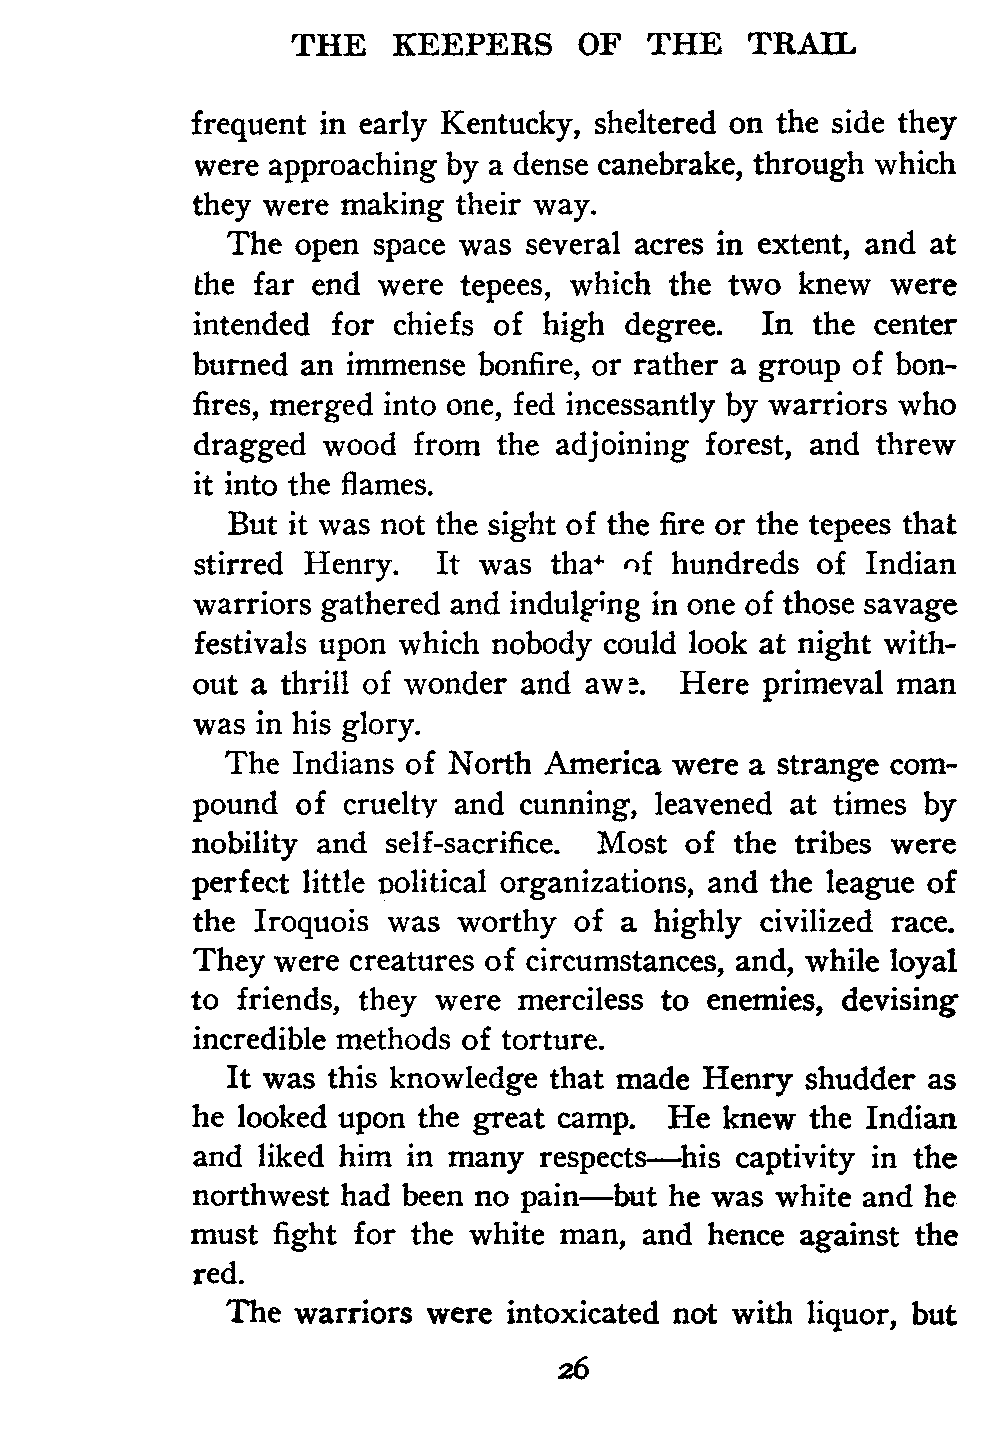 THE KEEPERS OF THE TRAIL
frequent in early Kentucky, sheltered on the side they
were approaching by a dense canebrake, through which
they were making their way.
The open space was several acres in extent, and at
the far end were tepees, which the two knew were
intended for chiefs of high degree. In the center
burned an immense bonfire, or rather a group of bon-
fires, merged into one, fed incessantly by warriors who
dragged wood from the adjoining forest, and threw
it into the flames.
But it was not the sight of the fire or the tepees that
stirred Henry. It was that of hundreds of Indian
warriors gathered and indulging in one of those savage
festivals upon which nobody could look at night with-
out a thrill of wonder and awe. Here primeval man
was in his glory.
The Indians of North America were a strange com-
pound of cruelty and cunning, leavened at times by
nobility and self-sacrifice. Most of the tribes were
perfect little political organizations, and the league of
the Iroquois was worthy of a highly civilized race.
They were creatures of circumstances, and, while loyal
to friends, they were merciless to enemies, devising
incredible methods of torture.
It was this knowledge that made Henry shudder as
he looked upon the great camp. He knew the Indian
and liked him in many respects—his captivity in the
northwest had been no pain—but he was white and he
must fight for the white man, and hence against the
red.
The warriors were intoxicated not with liquor, but
26